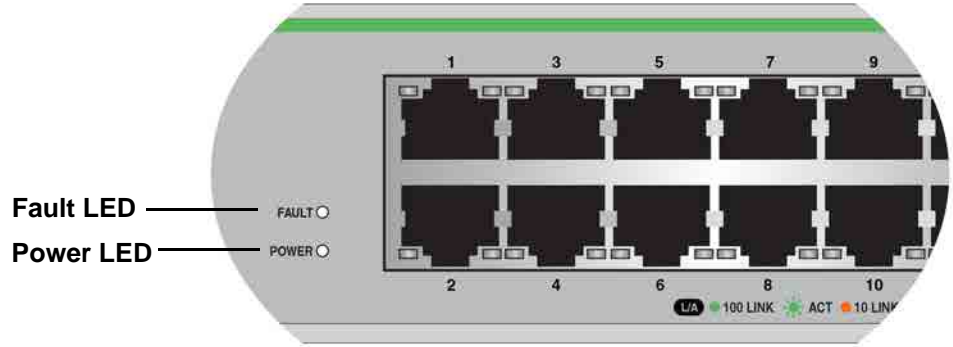 1 3 5 7 9
Fault LED
FAULT
Power LED
POWER
2 4 6 8 10
L/A 100 LINK ACT 10 LINK